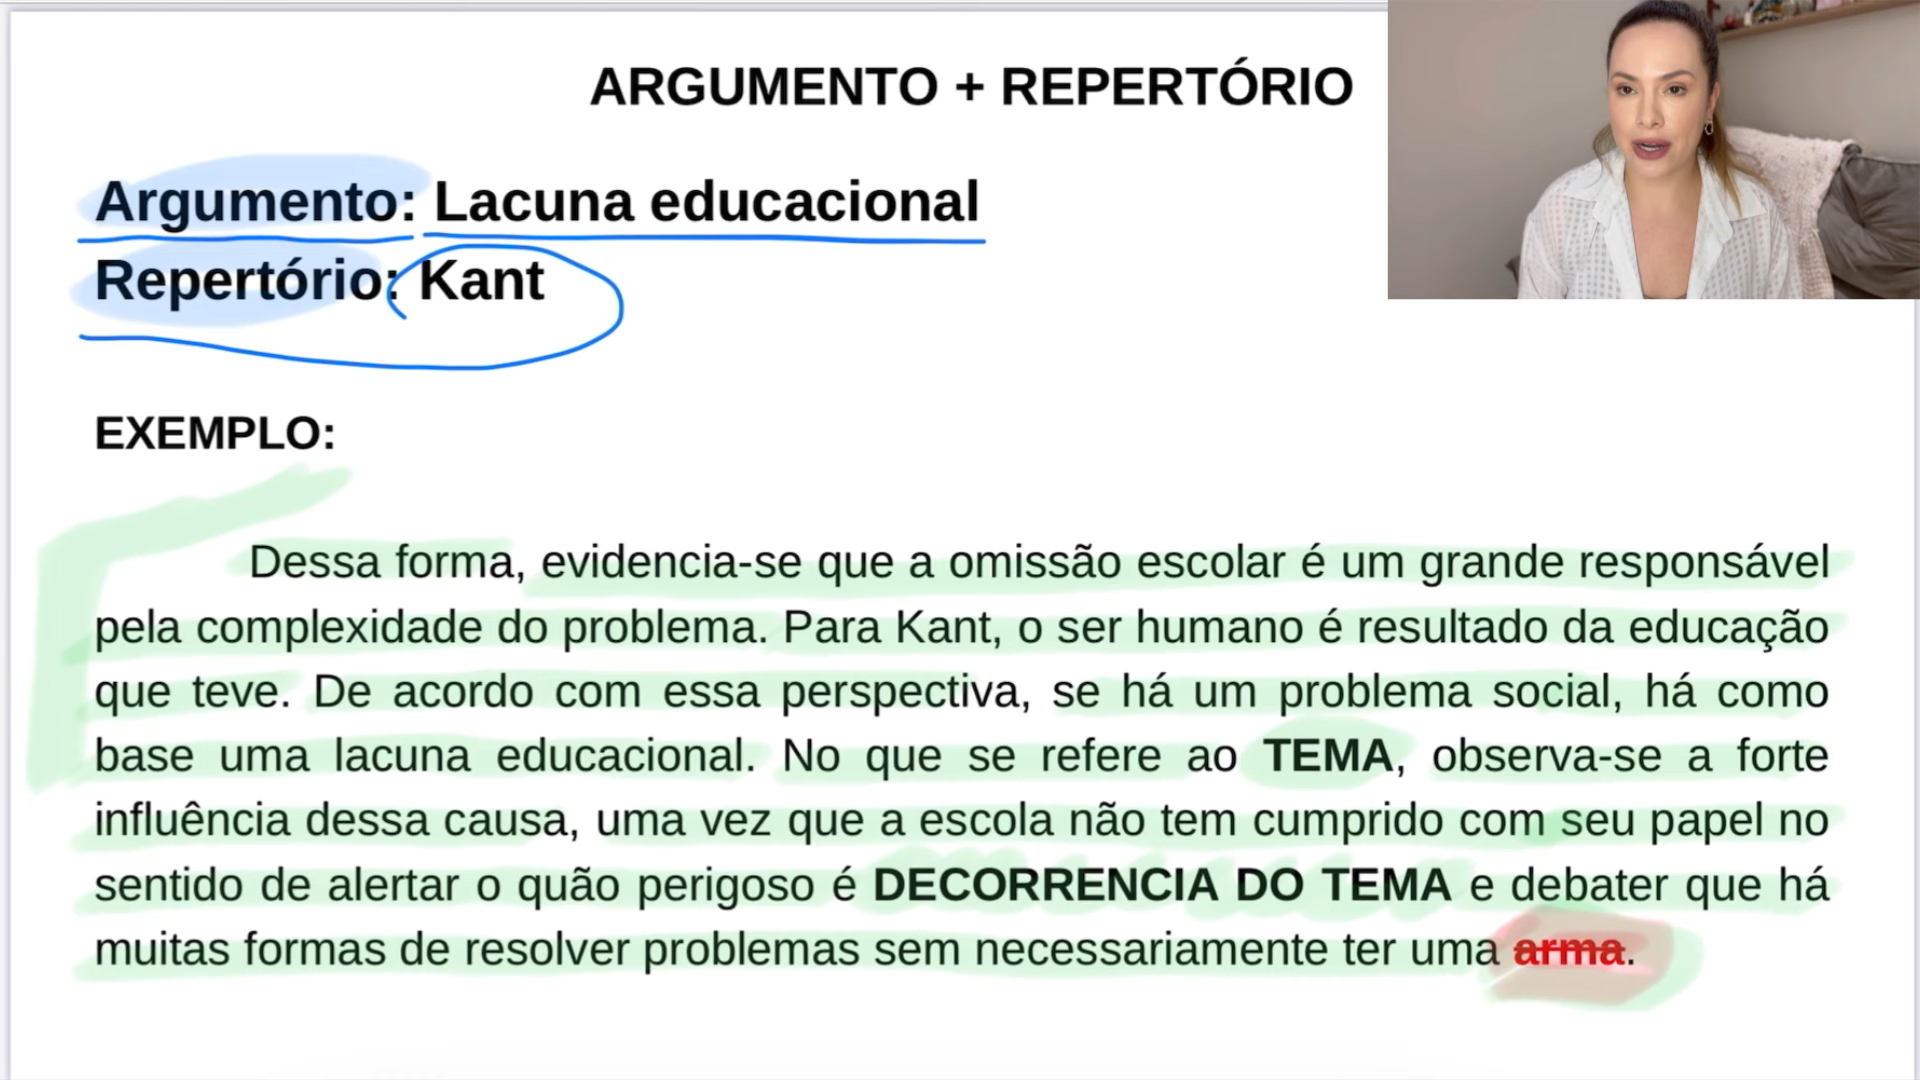 ARGUMENTO + REPERTÓRIO
Argumento: Lacuna educacional
Repertório: Kant
EXEMPLO:
Dessa forma, evidencia-se que a omissão escolar é um grande responsável
pela complexidade do problema. Para Kant, o ser humano é resultado da educação
que teve. De acordo com essa perspectiva, se há um problema social, há como
base uma lacuna educacional. No que se refere ao TEMA, observa-se a forte
influência dessa causa, uma vez que a escola não tem cumprido com seu papel no
sentido de alertar o quão perigoso é DECORRENCIA DO TEMA e debater que há
muitas formas de resolver problemas sem necessariamente ter uma arma.